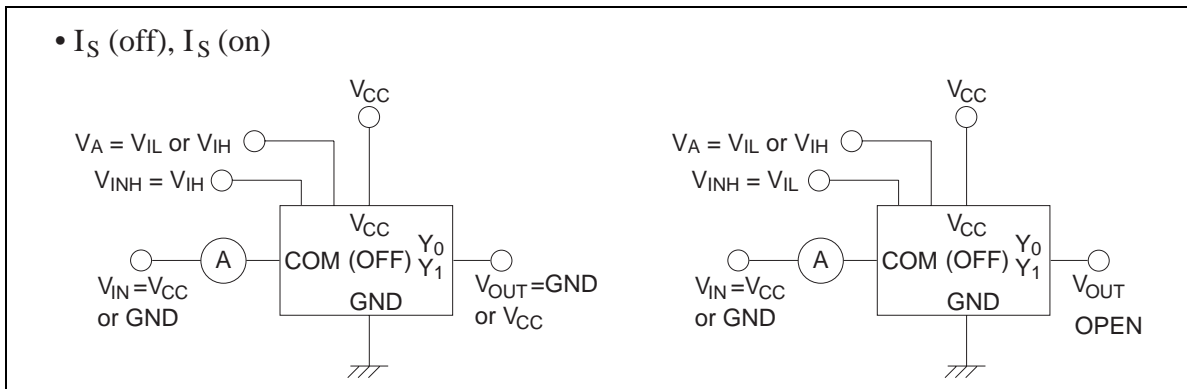 • I_S (off), I_S (on)
V_CC
V_A = V_IL or V_IH
V_INH = V_IH
V_CC
COM (OFF) Y_0
Y_1
A
GND
V_IN=V_CC
or GND
V_OUT=GND
or V_CC
V_CC
V_A = V_IL or V_IH
V_INH = V_IL
V_CC
COM (OFF) Y_0
Y_1
A
GND
V_IN=V_CC
or GND
V_OUT
OPEN